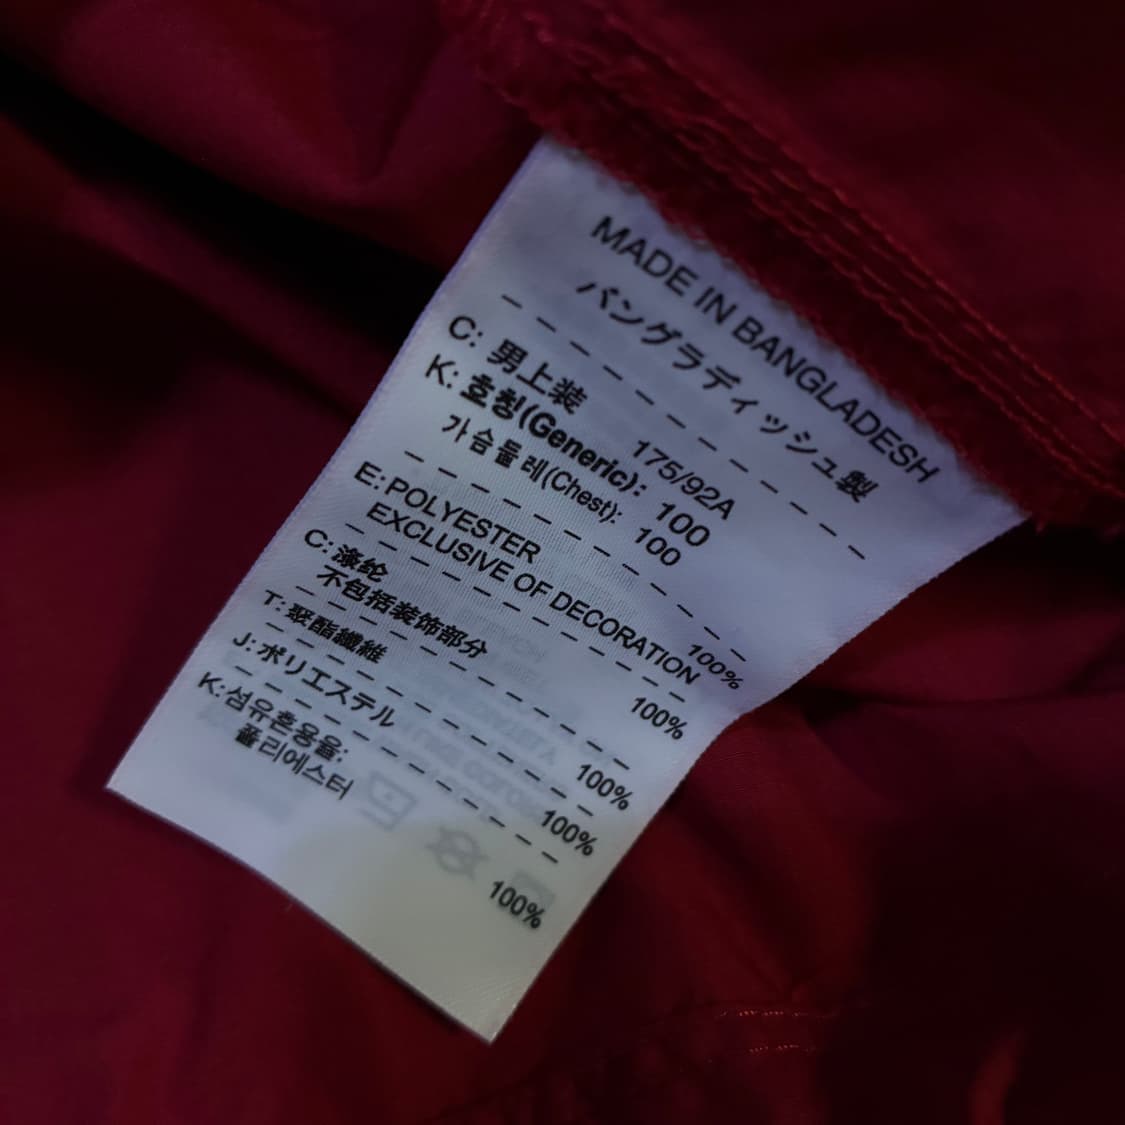 MADE IN BANGLADESH
バングラディッシュ製
C: 男上装 175/92A
K: 호칭(Generic): 100
가슴둘레(Chest): 100
E: POLYESTER 100%
EXCLUSIVE OF DECORATION
C: 涤纶 100%
不包括装饰部分
T: 聚酯纖維 100%
J: ポリエステル 100%
K: 섬유혼용율:
폴리에스터 100%